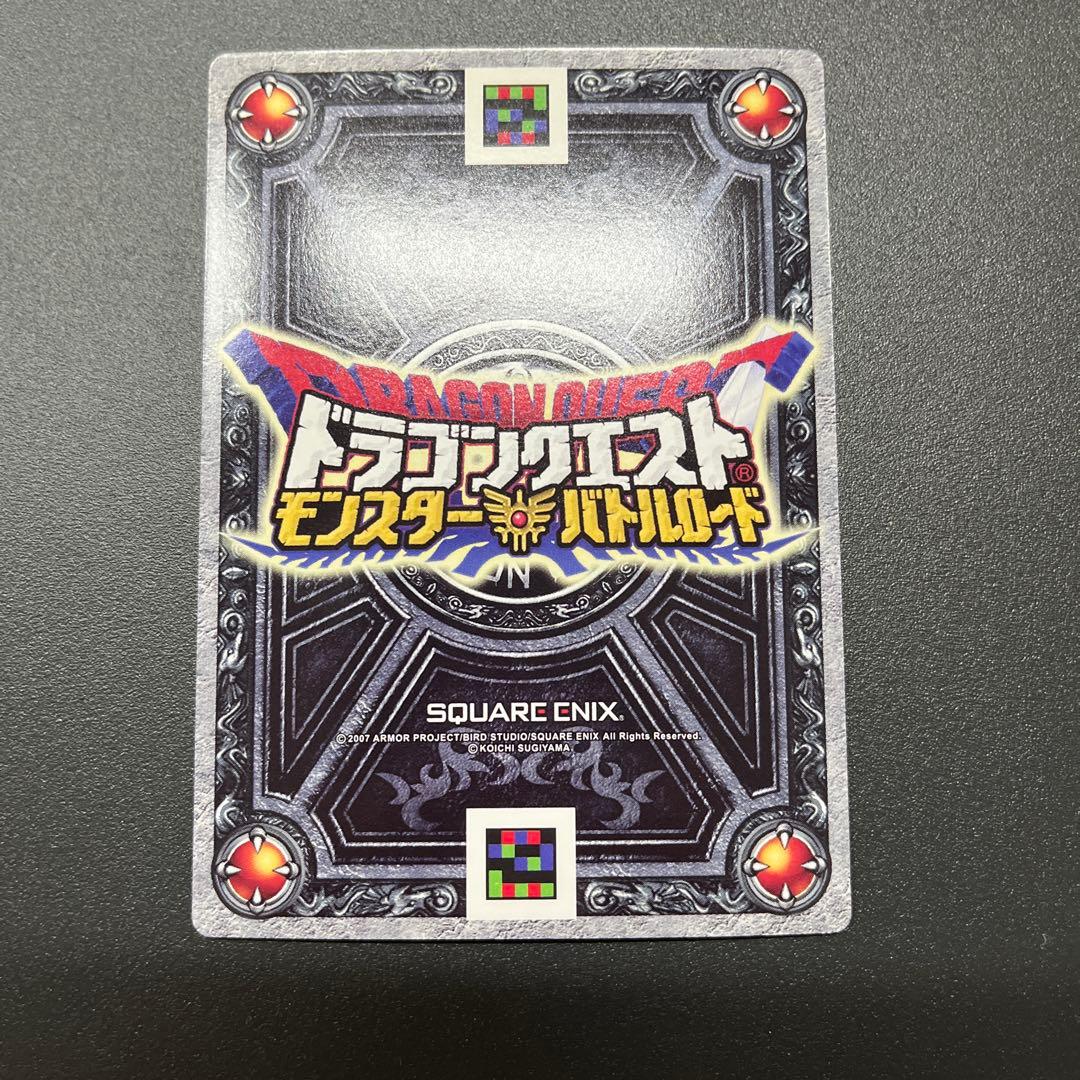 DRAGON QUEST
ドラゴンクエスト®
モンスターバトルロード
SQUARE ENIX®
©2007 ARMOR PROJECT/BIRD STUDIO/SQUARE ENIX All Rights Reserved.
©KOICHI SUGIYAMA.